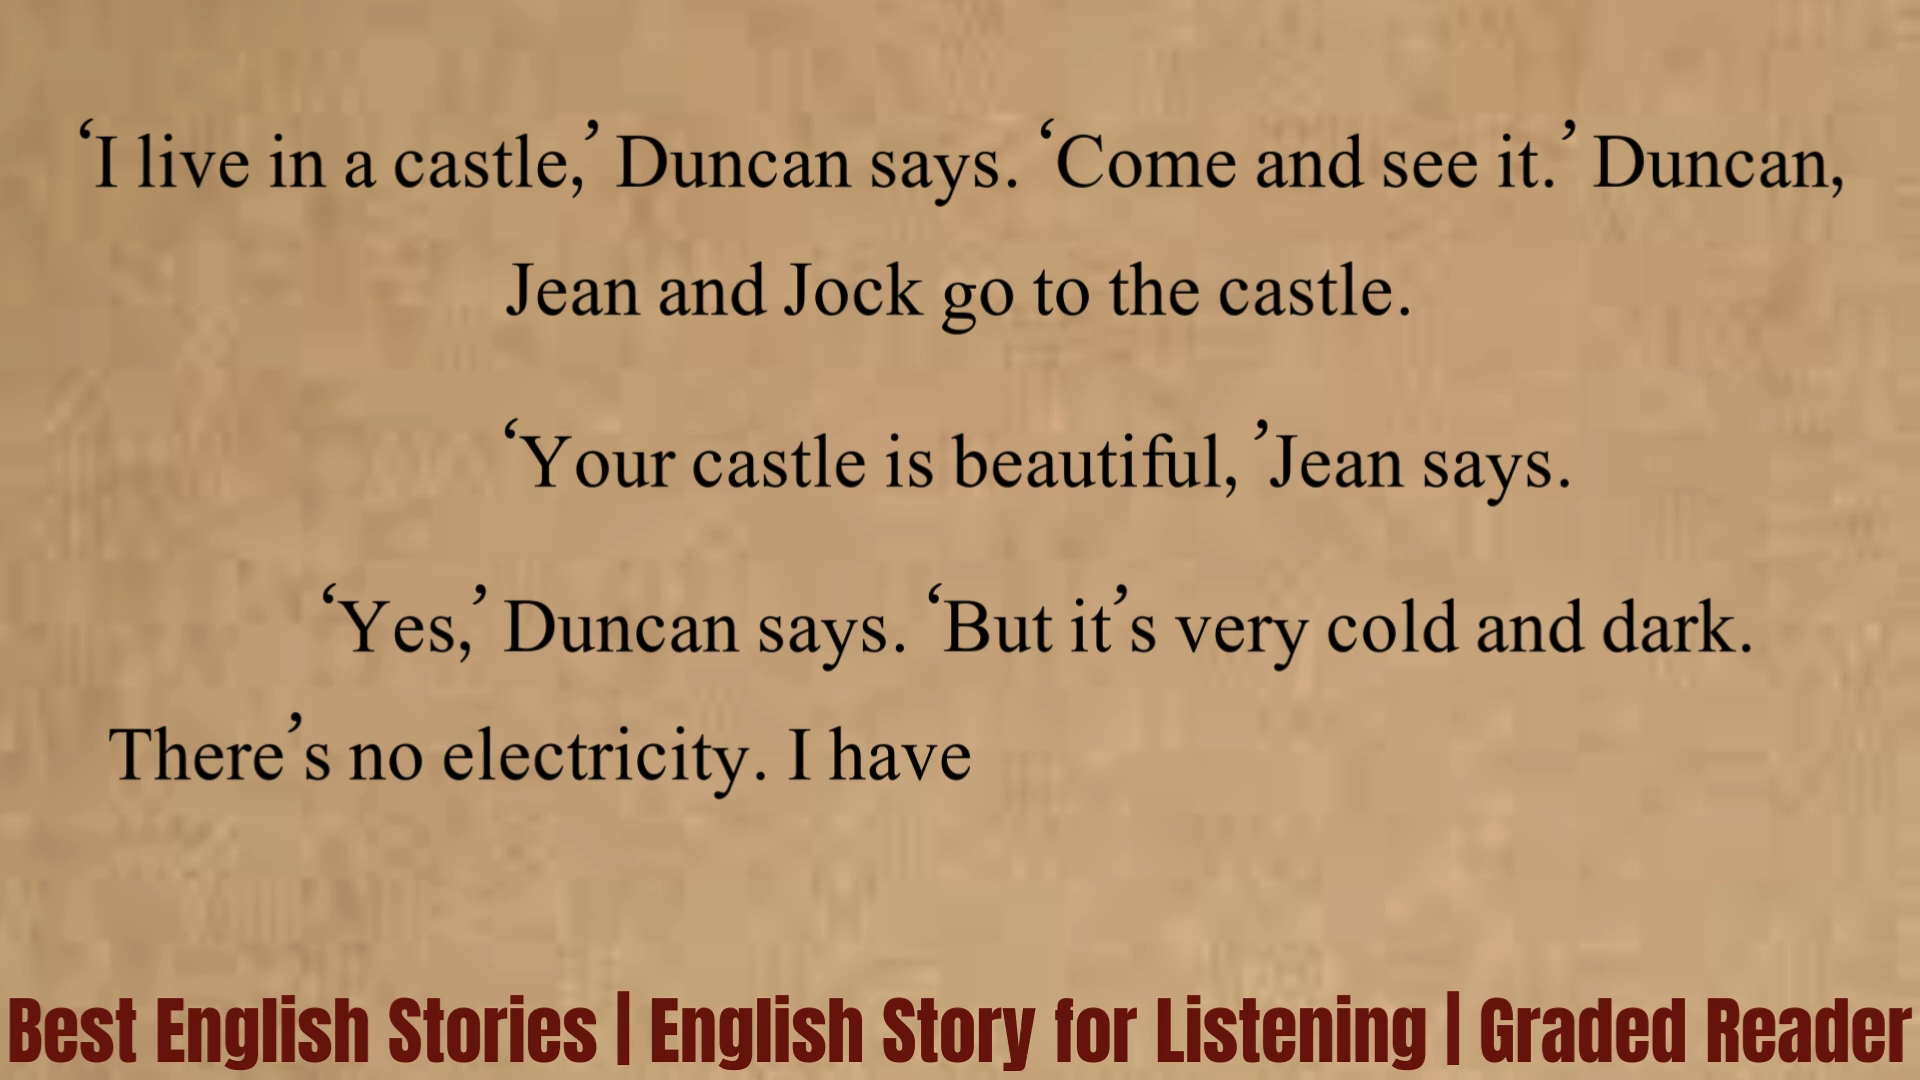 ‘I live in a castle,’ Duncan says. ‘Come and see it.’ Duncan,
Jean and Jock go to the castle.
‘Your castle is beautiful, ’Jean says.
‘Yes,’ Duncan says. ‘But it’s very cold and dark.
There’s no electricity. I have
Best English Stories | English Story for Listening | Graded Reader